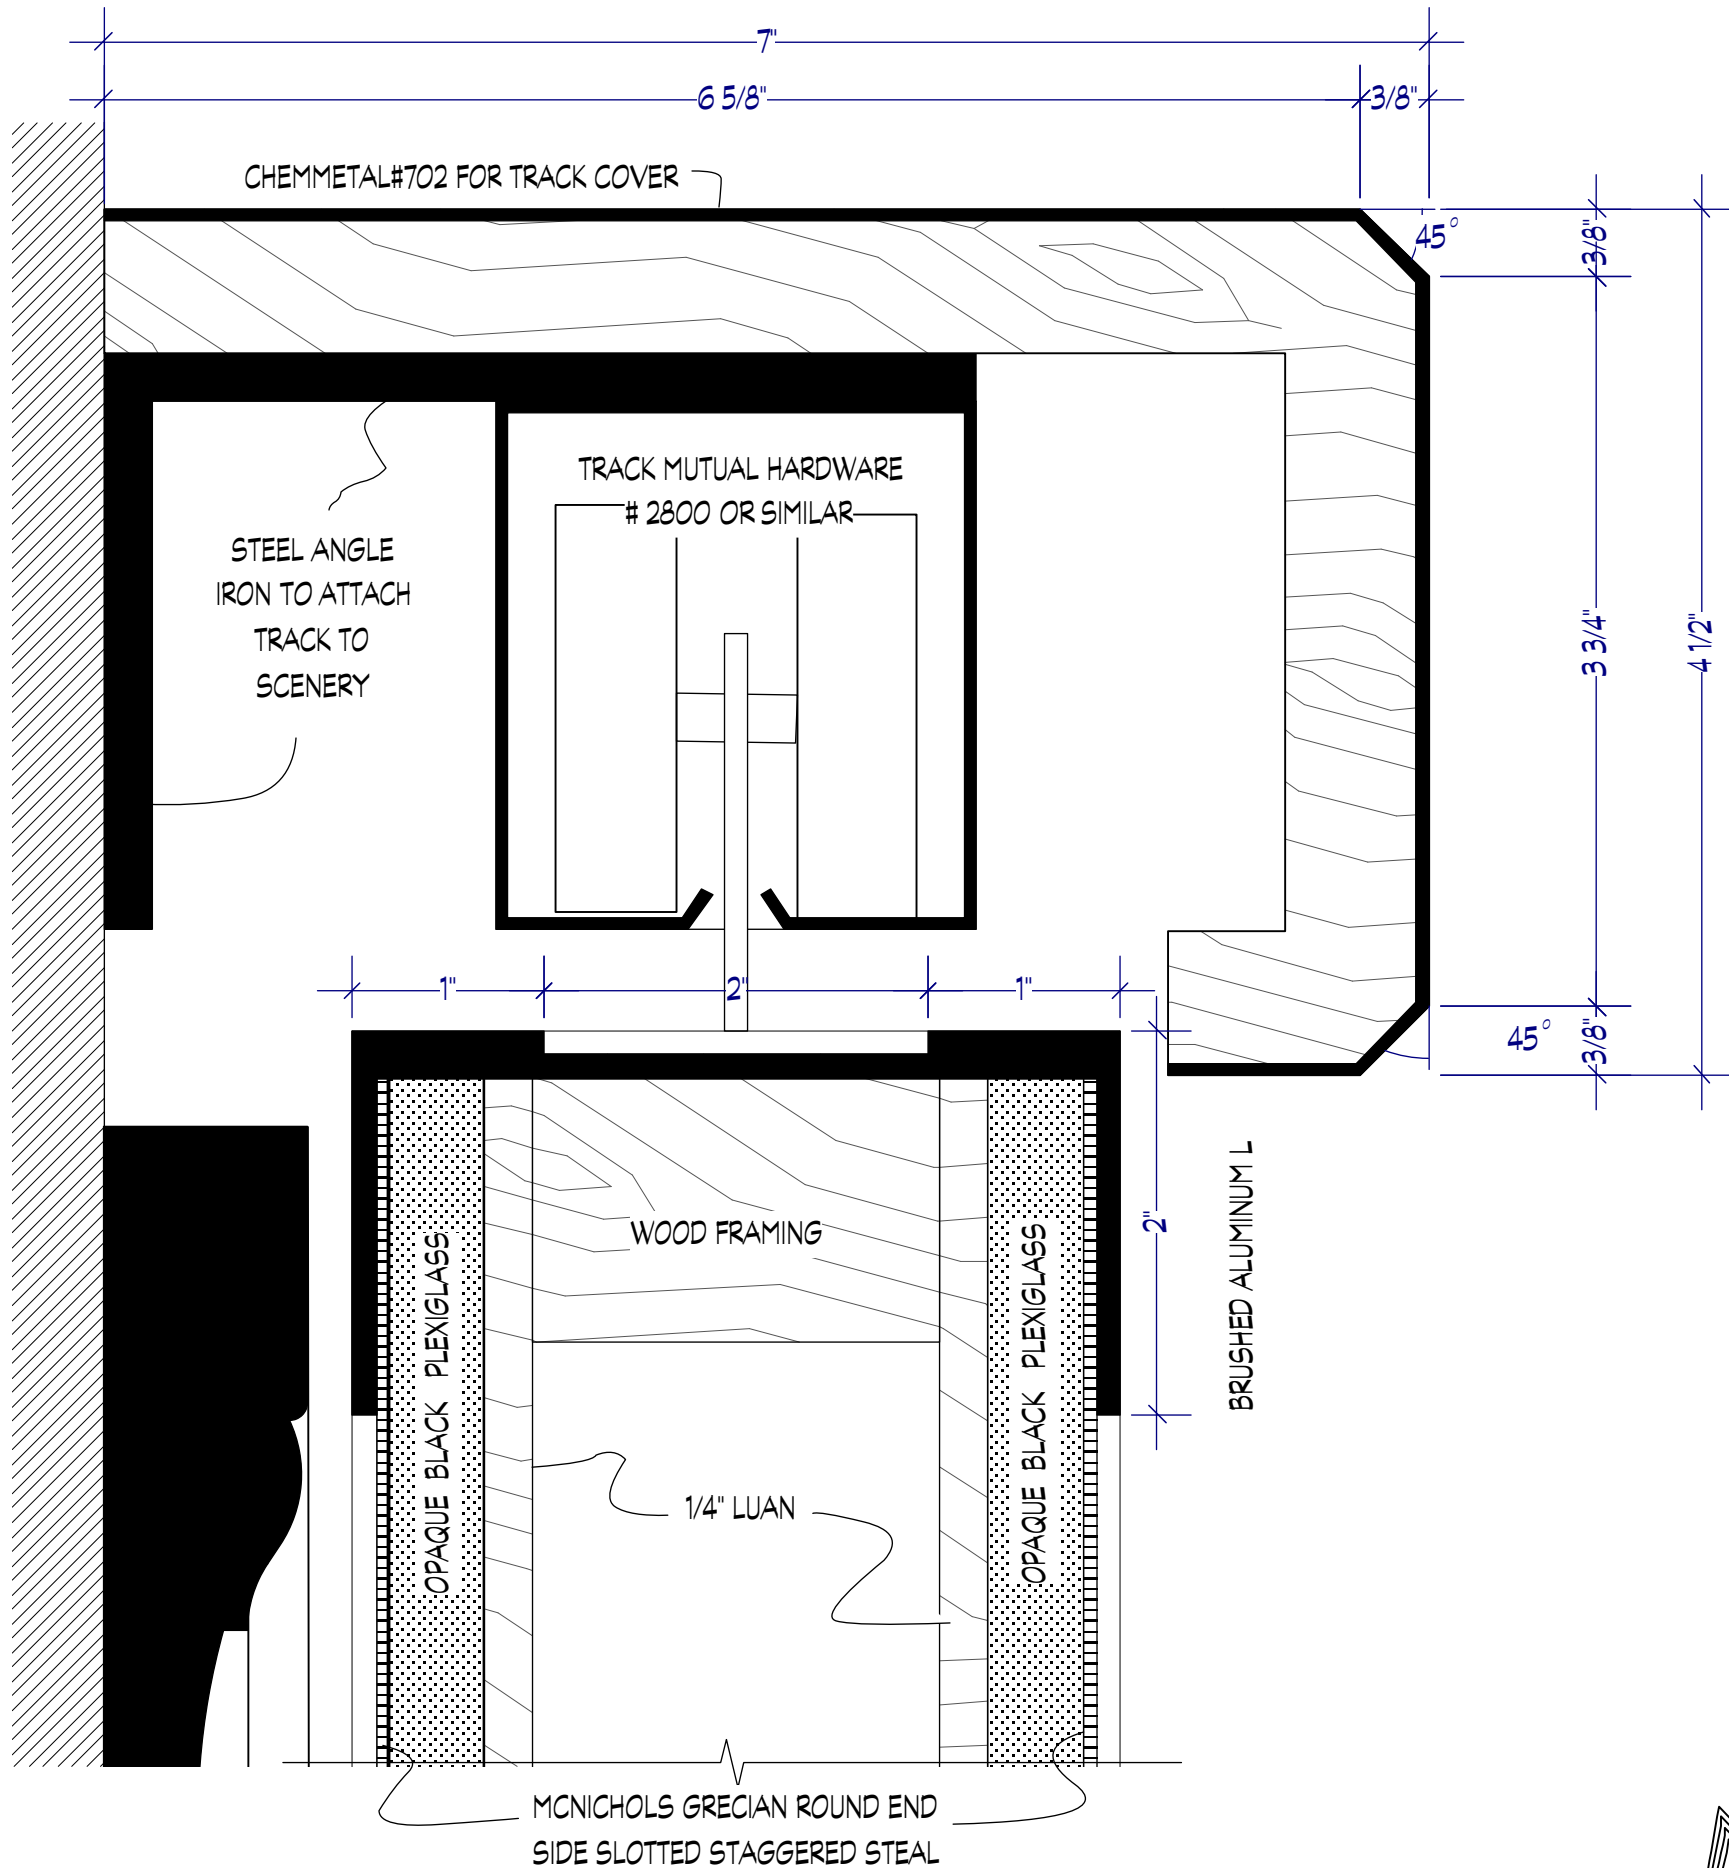 7"
6 5/8"
3/8"
CHEMMETAL#702 FOR TRACK COVER
45°
3/8"
TRACK MUTUAL HARDWARE
# 2800 OR SIMILAR
STEEL ANGLE
IRON TO ATTACH
TRACK TO
SCENERY
3 3/4"
4 1/2"
1"
2"
1"
45°
3/8"
2"
BRUSHED ALUMINUM L
WOOD FRAMING
OPAQUE BLACK PLEXIGLASS
OPAQUE BLACK PLEXIGLASS
1/4" LUAN
MCNICHOLS GRECIAN ROUND END
SIDE SLOTTED STAGGERED STEAL